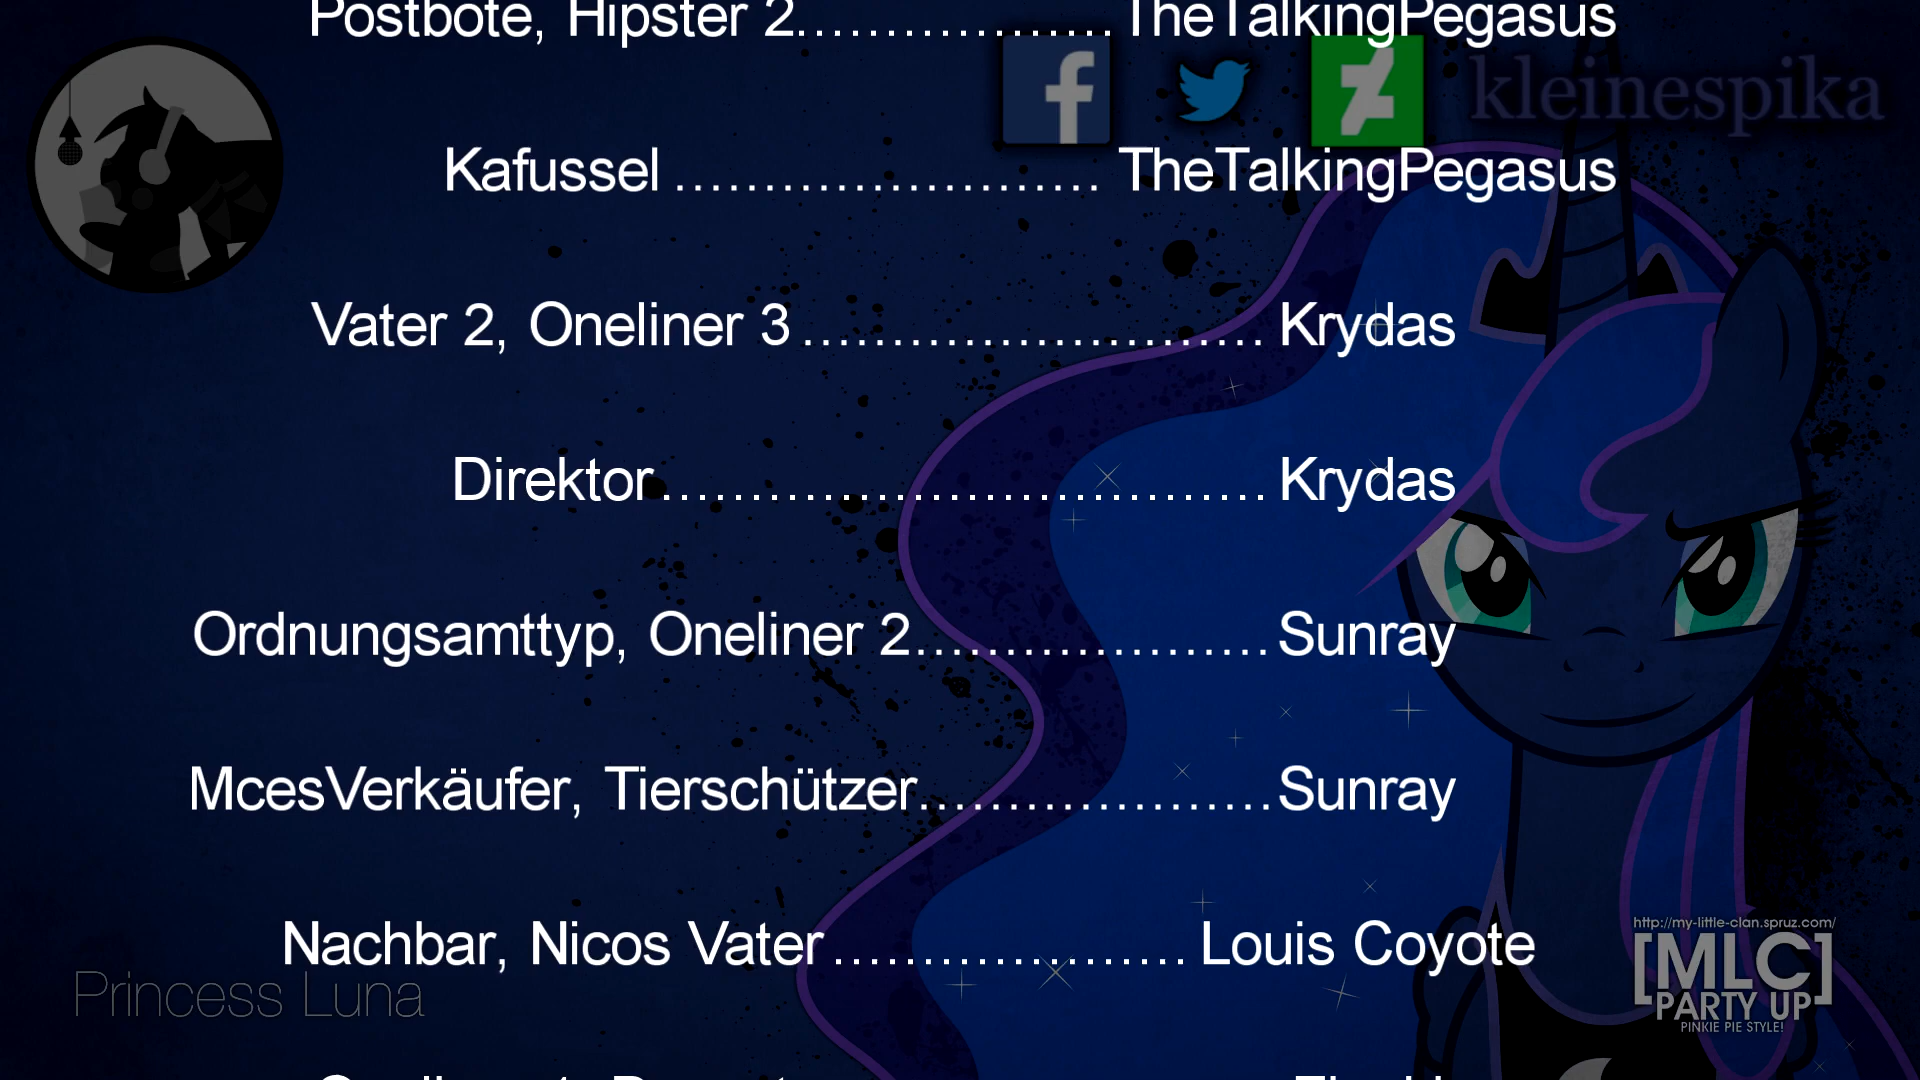 Postbote, Hipster 2.................. TheTalkingPegasus
kleinespika
Kafussel ........................ TheTalkingPegasus
Vater 2, Oneliner 3.......................... Krydas
Direktor.................................. Krydas
Ordnungsamttyp, Oneliner 2....................Sunray
McesVerkäufer, Tierschützer....................Sunray
Nachbar, Nicos Vater.................... Louis Coyote
Princess Luna
http://my-little-clan.spruz.com/
[MLC]
PARTY UP
PINKIE PIE STYLE!